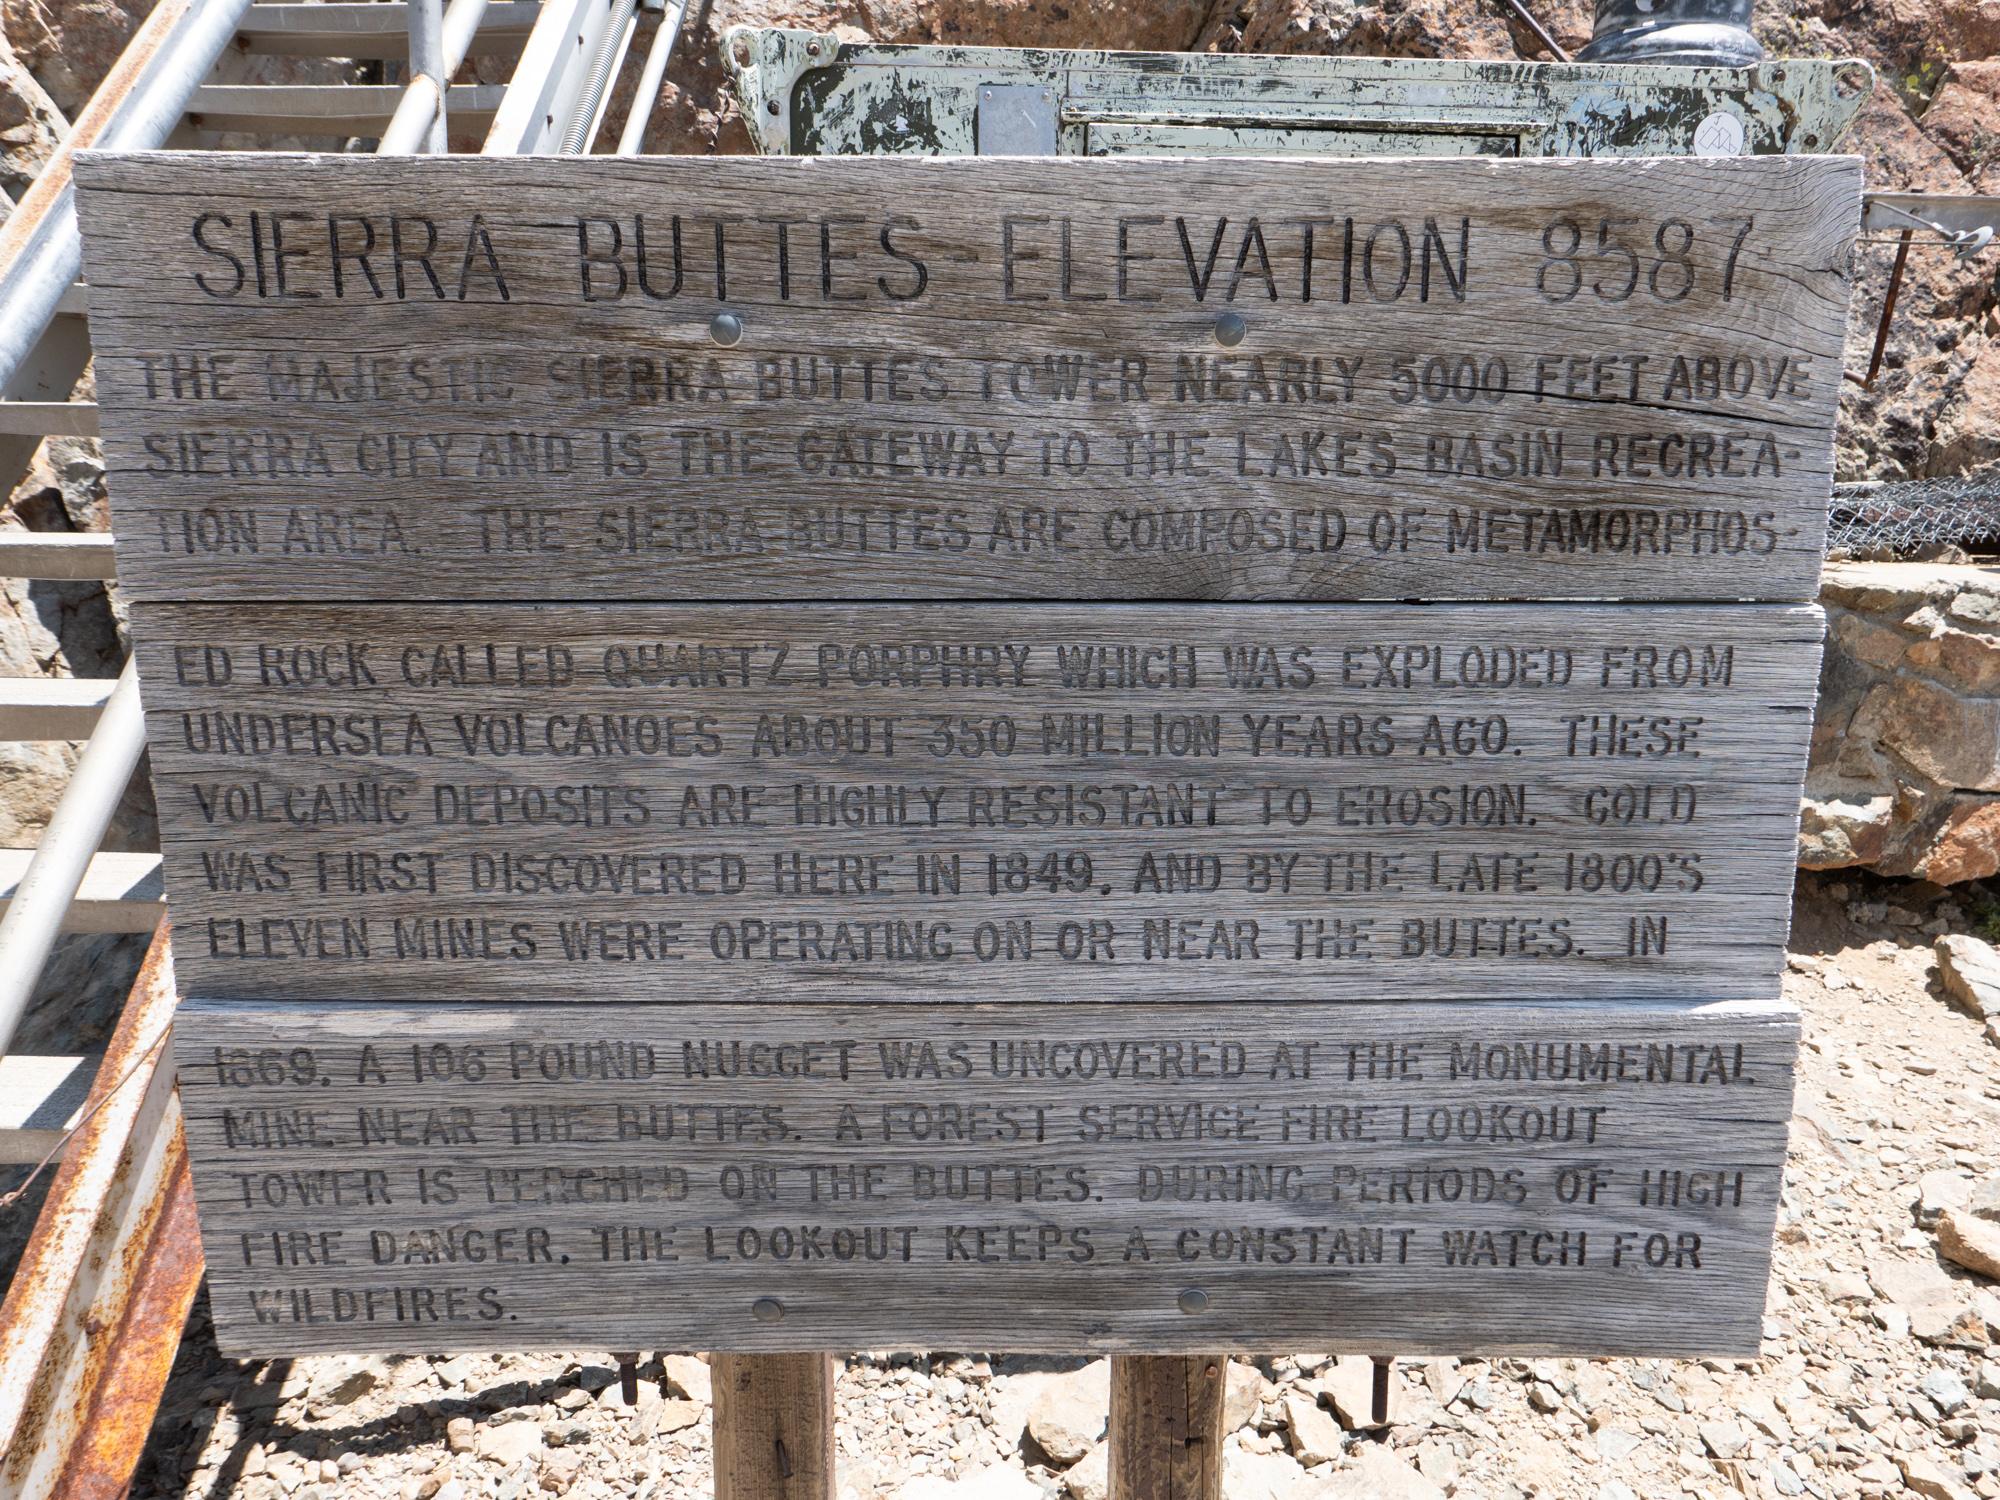 SIERRA BUTTES - ELEVATION 8587'
THE MAJESTIC SIERRA BUTTES TOWER NEARLY 5000 FEET ABOVE
SIERRA CITY AND IS THE GATEWAY TO THE LAKES BASIN RECREA-
TION AREA. THE SIERRA BUTTES ARE COMPOSED OF METAMORPHOS-
ED ROCK CALLED QUARTZ PORPHRY WHICH WAS EXPLODED FROM
UNDERSEA VOLCANOES ABOUT 350 MILLION YEARS AGO. THESE
VOLCANIC DEPOSITS ARE HIGHLY RESISTANT TO EROSION. GOLD
WAS FIRST DISCOVERED HERE IN 1849, AND BY THE LATE 1800'S
ELEVEN MINES WERE OPERATING ON OR NEAR THE BUTTES. IN
1869, A 106 POUND NUGGET WAS UNCOVERED AT THE MONUMENTAL
MINE NEAR THE BUTTES. A FOREST SERVICE FIRE LOOKOUT
TOWER IS PERCHED ON THE BUTTES. DURING PERIODS OF HIGH
FIRE DANGER, THE LOOKOUT KEEPS A CONSTANT WATCH FOR
WILDFIRES.